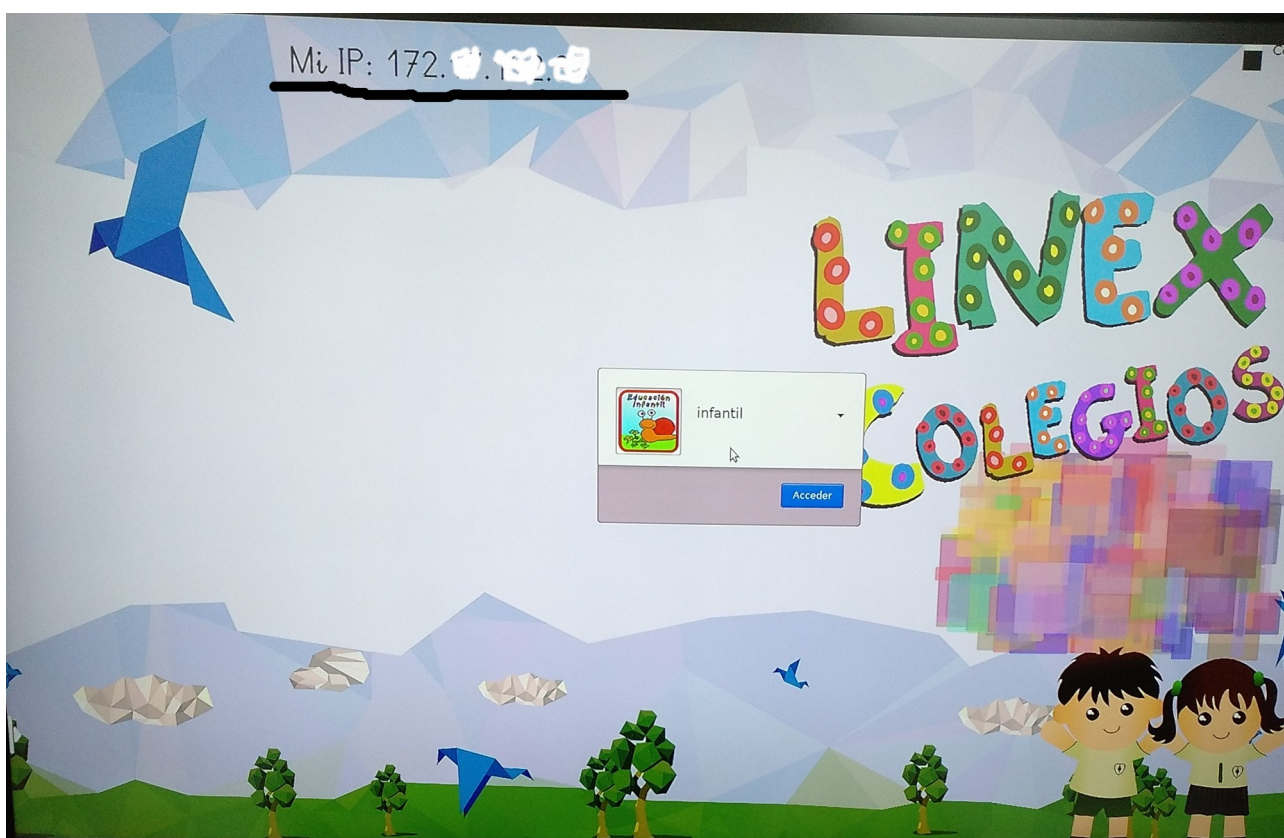 Mi IP: 172.
LINEX
COLEGIOS
Educación
Infantil
infantil
Acceder